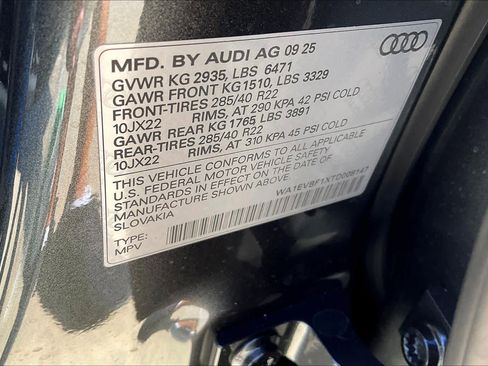 MFD. BY AUDI AG 09 25
GVWR KG 2935, LBS 6471
GAWR FRONT KG1510, LBS 3329
FRONT-TIRES 285/40 R22
10JX22 RIMS, AT 290 KPA 42 PSI COLD
GAWR REAR KG 1765, LBS 3891
REAR-TIRES 285/40 R22
10JX22 RIMS, AT 310 KPA 45 PSI COLD
THIS VEHICLE CONFORMS TO ALL APPLICABLE
U.S. FEDERAL MOTOR VEHICLE SAFETY
STANDARDS IN EFFECT ON THE DATE OF
MANUFACTURE SHOWN ABOVE.
SLOVAKIA
WA1EVBF1XTD008147
TYPE:
MPV